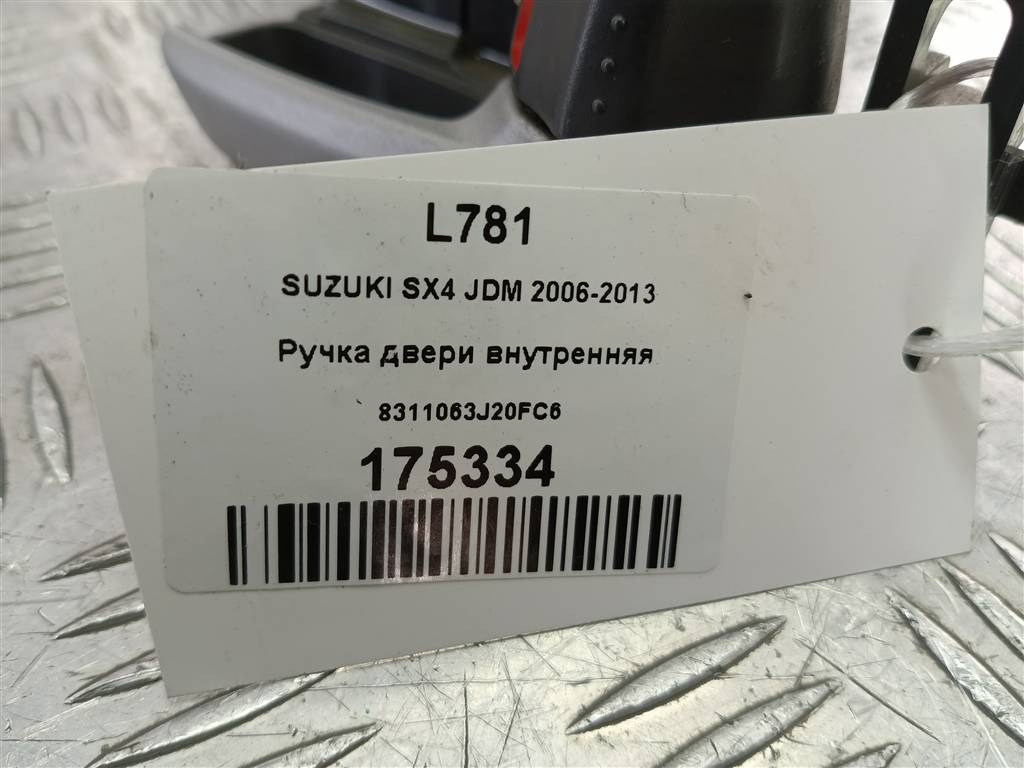 L781
SUZUKI SX4 JDM 2006-2013
Ручка двери внутренняя
8311063J20FC6
175334